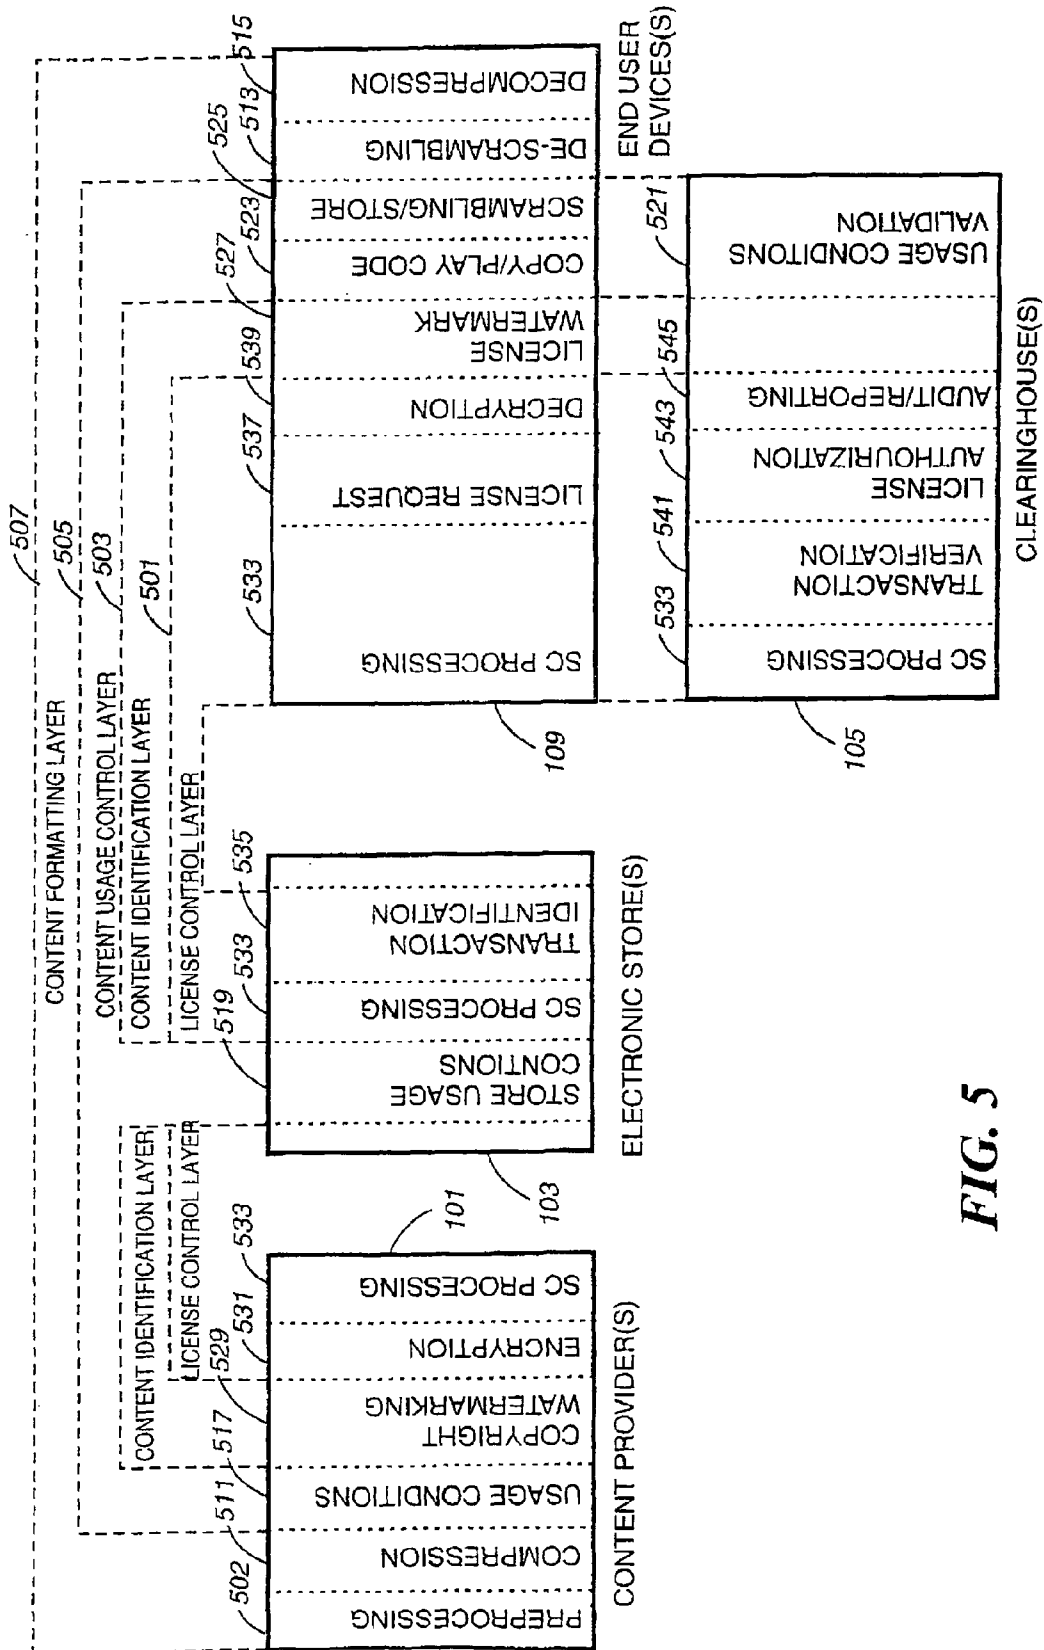 507
CONTENT FORMATTING LAYER
505
CONTENT USAGE CONTROL LAYER
503
CONTENT IDENTIFICATION LAYER
501
LICENSE CONTROL LAYER
CONTENT IDENTIFICATION LAYER
LICENSE CONTROL LAYER
502
511
517
529
531
533
101
PREPROCESSING
COMPRESSION
USAGE CONDITIONS
COPYRIGHT
WATERMARKING
ENCRYPTION
SC PROCESSING
CONTENT PROVIDER(S)
519
533
535
STORE USAGE
CONTIONS
SC PROCESSING
TRANSACTION
IDENTIFICATION
103
ELECTRONIC STORE(S)
533
537
539
527
523
525
513
515
SC PROCESSING
LICENSE REQUEST
DECRYPTION
LICENSE
WATERMARK
COPY/PLAY CODE
SCRAMBLING/STORE
DE-SCRAMBLING
DECOMPRESSION
109
END USER
DEVICES(S)
533
541
543
545
521
SC PROCESSING
TRANSACTION
VERIFICATION
LICENSE
AUTHOURIZATION
AUDIT/REPORTING
USAGE CONDITONS
VALIDATION
105
CLEARINGHOUSE(S)
FIG. 5